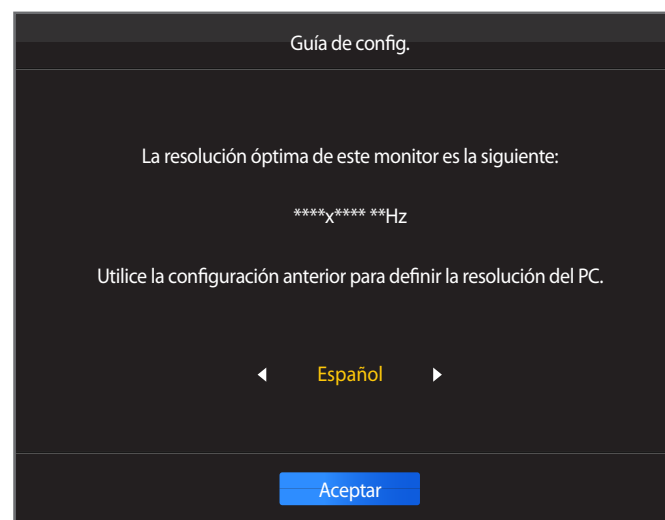 Guía de config.
La resolución óptima de este monitor es la siguiente:
****x**** **Hz
Utilice la configuración anterior para definir la resolución del PC.
Español
Aceptar